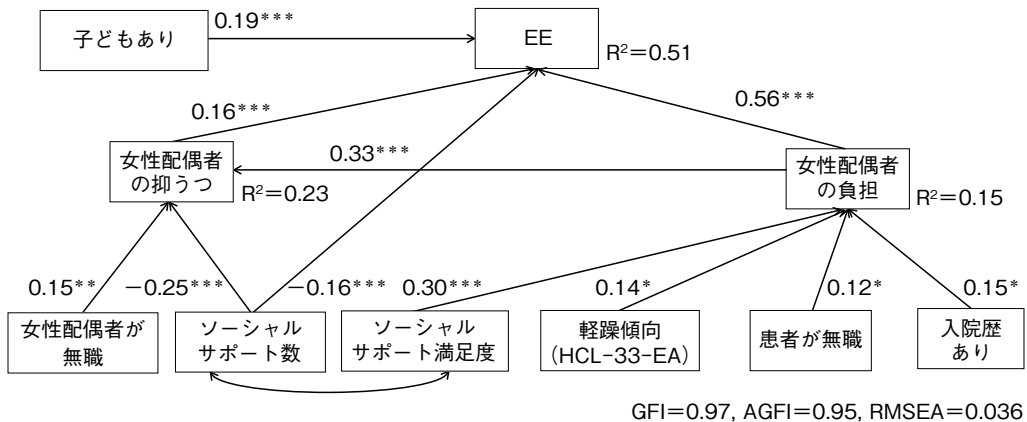 子どもあり
0.19***
EE
R²=0.51
0.16***
0.56***
女性配偶者
の抑うつ
R²=0.23
0.33***
女性配偶者
の負担
R²=0.15
0.15**
−0.25***
−0.16***
0.30***
0.14*
0.12*
0.15*
女性配偶者が
無職
ソーシャル
サポート数
ソーシャル
サポート満足度
軽躁傾向
(HCL-33-EA)
患者が無職
入院歴
あり
GFI=0.97, AGFI=0.95, RMSEA=0.036